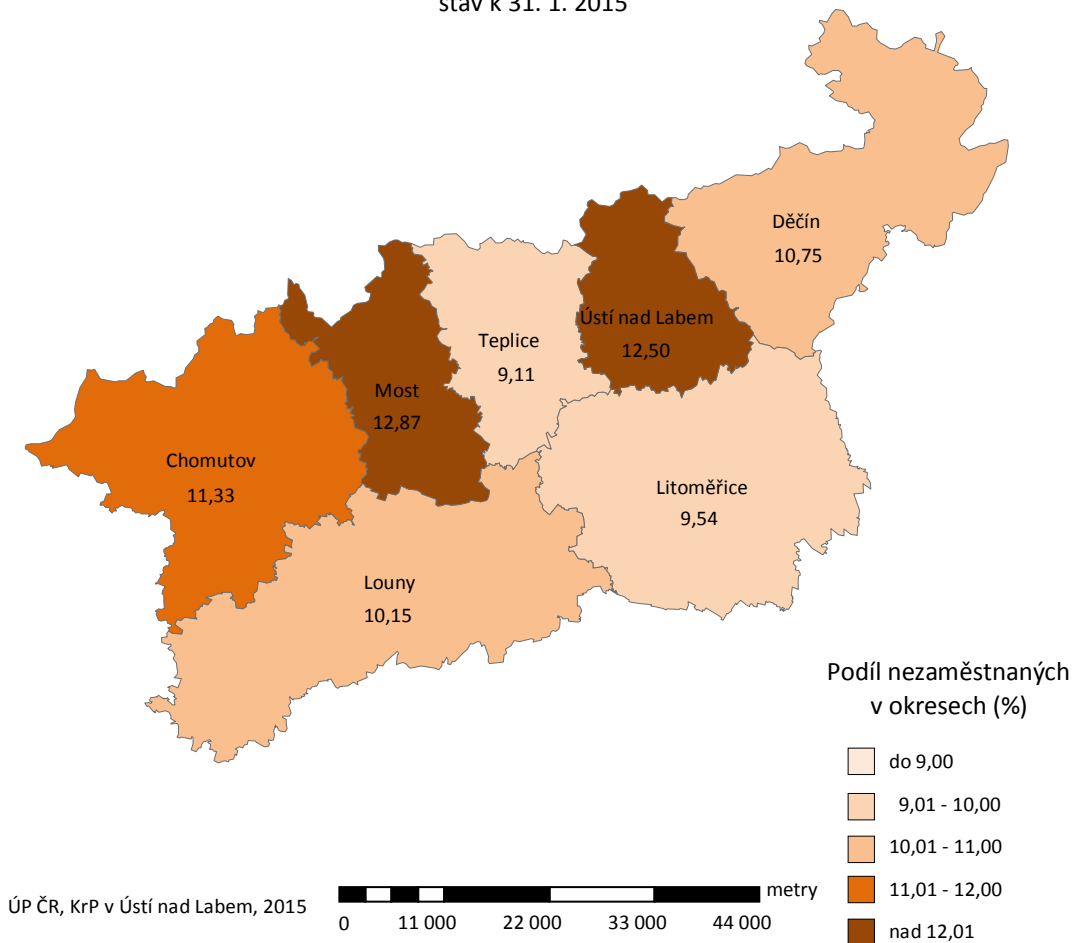 stav k 31. 1. 2015
Děčín
10,75
Ústí nad Labem
12,50
Teplice
9,11
Most
12,87
Chomutov
11,33
Litoměřice
9,54
Louny
10,15
Podíl nezaměstnaných
v okresech (%)
do 9,00
9,01 - 10,00
10,01 - 11,00
11,01 - 12,00
nad 12,01
metry
0 11 000 22 000 33 000 44 000
ÚP ČR, KrP v Ústí nad Labem, 2015